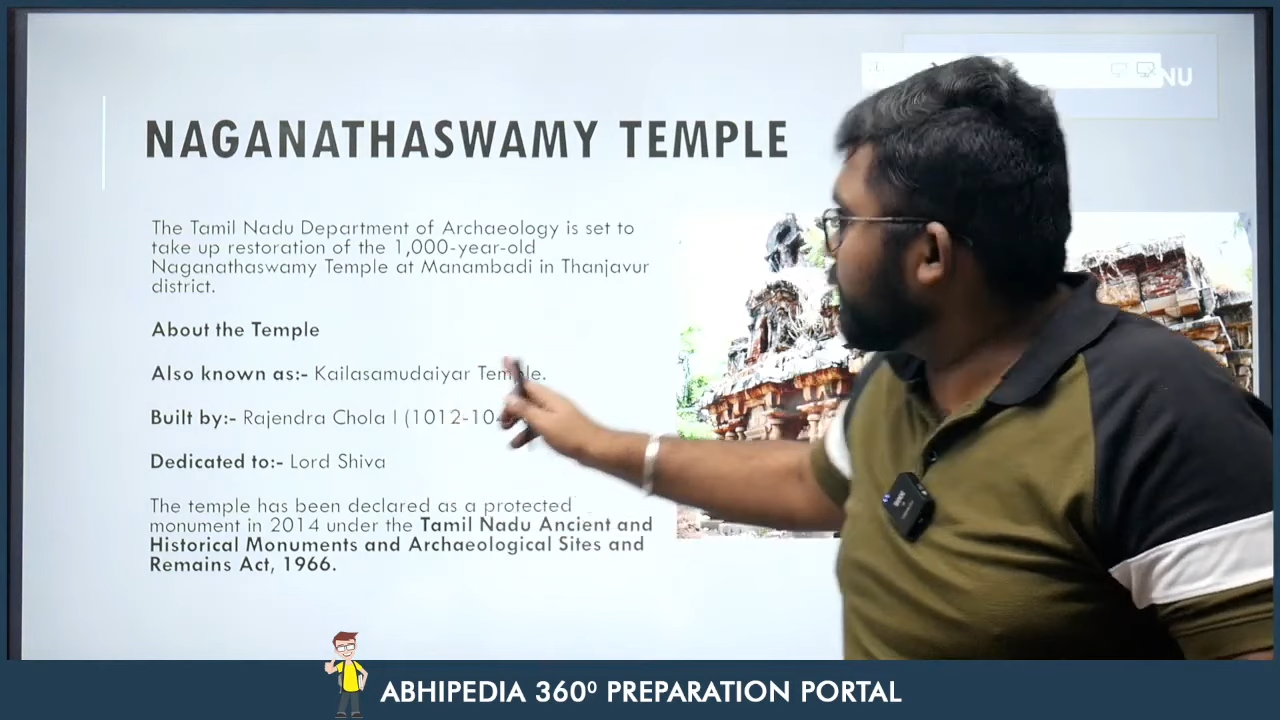 NU
NAGANATHASWAMY TEMPLE
The Tamil Nadu Department of Archaeology is set to
take up restoration of the 1,000-year-old
Naganathaswamy Temple at Manambadi in Thanjavur
district.
About the Temple
Also known as:- Kailasamudaiyar Temple.
Built by:- Rajendra Chola I (1012-10
Dedicated to:- Lord Shiva
The temple has been declared as a protected
monument in 2014 under the Tamil Nadu Ancient and
Historical Monuments and Archaeological Sites and
Remains Act, 1966.
ABHIPEDIA 360⁰ PREPARATION PORTAL